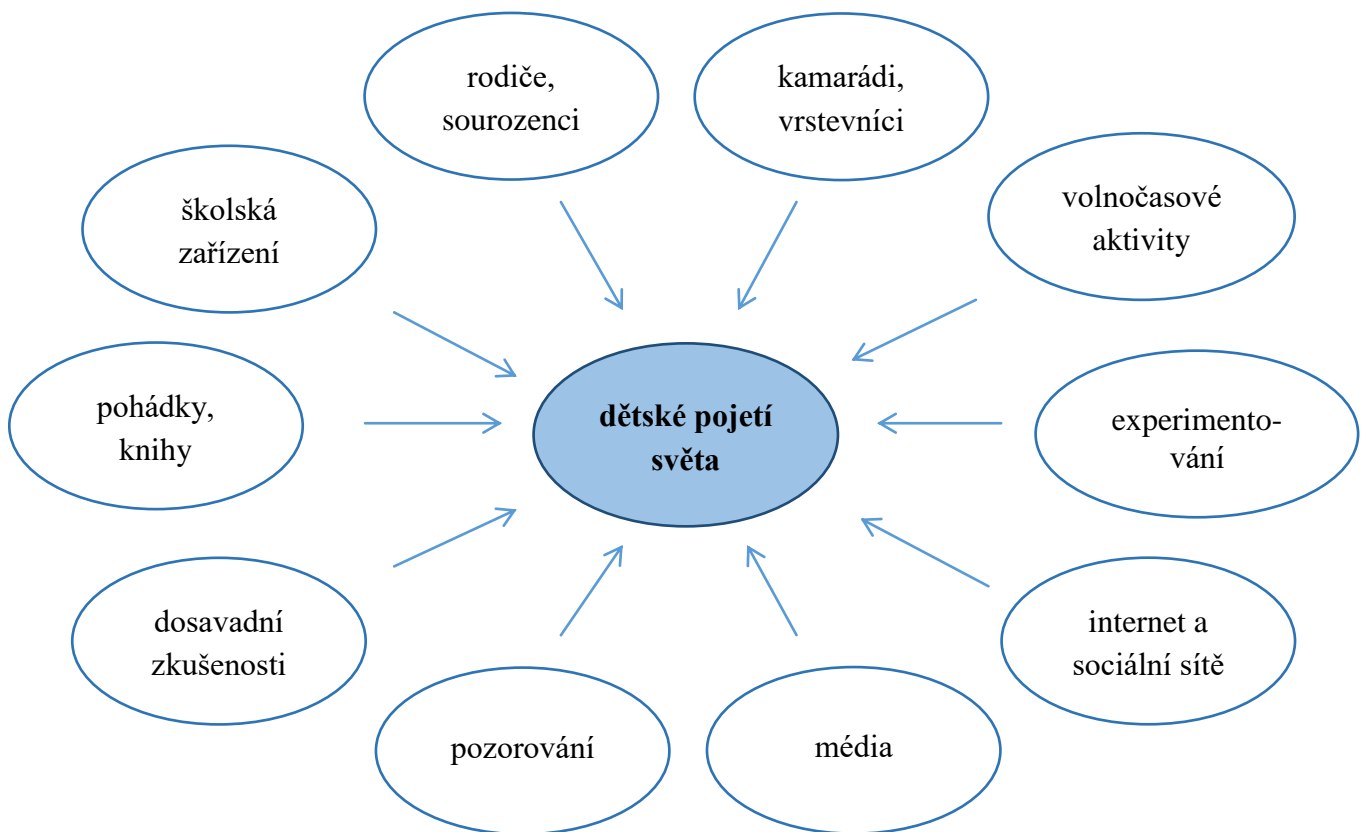 rodiče,
sourozenci
kamarádi,
vrstevníci
školská
zařízení
volnočasové
aktivity
pohádky,
knihy
dětské pojetí
světa
experimento-
vání
dosavadní
zkušenosti
internet a
sociální sítě
pozorování
média